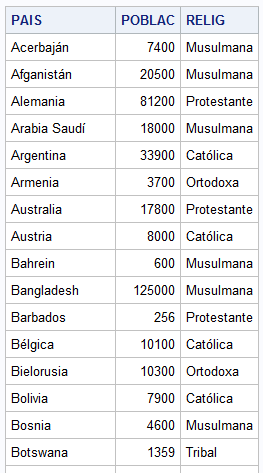 PAIS POBLAC RELIG
Acerbaján 7400 Musulmana
Afganistán 20500 Musulmana
Alemania 81200 Protestante
Arabia Saudí 18000 Musulmana
Argentina 33900 Católica
Armenia 3700 Ortodoxa
Australia 17800 Protestante
Austria 8000 Católica
Bahrein 600 Musulmana
Bangladesh 125000 Musulmana
Barbados 256 Protestante
Bélgica 10100 Católica
Bielorusia 10300 Ortodoxa
Bolivia 7900 Católica
Bosnia 4600 Musulmana
Botswana 1359 Tribal